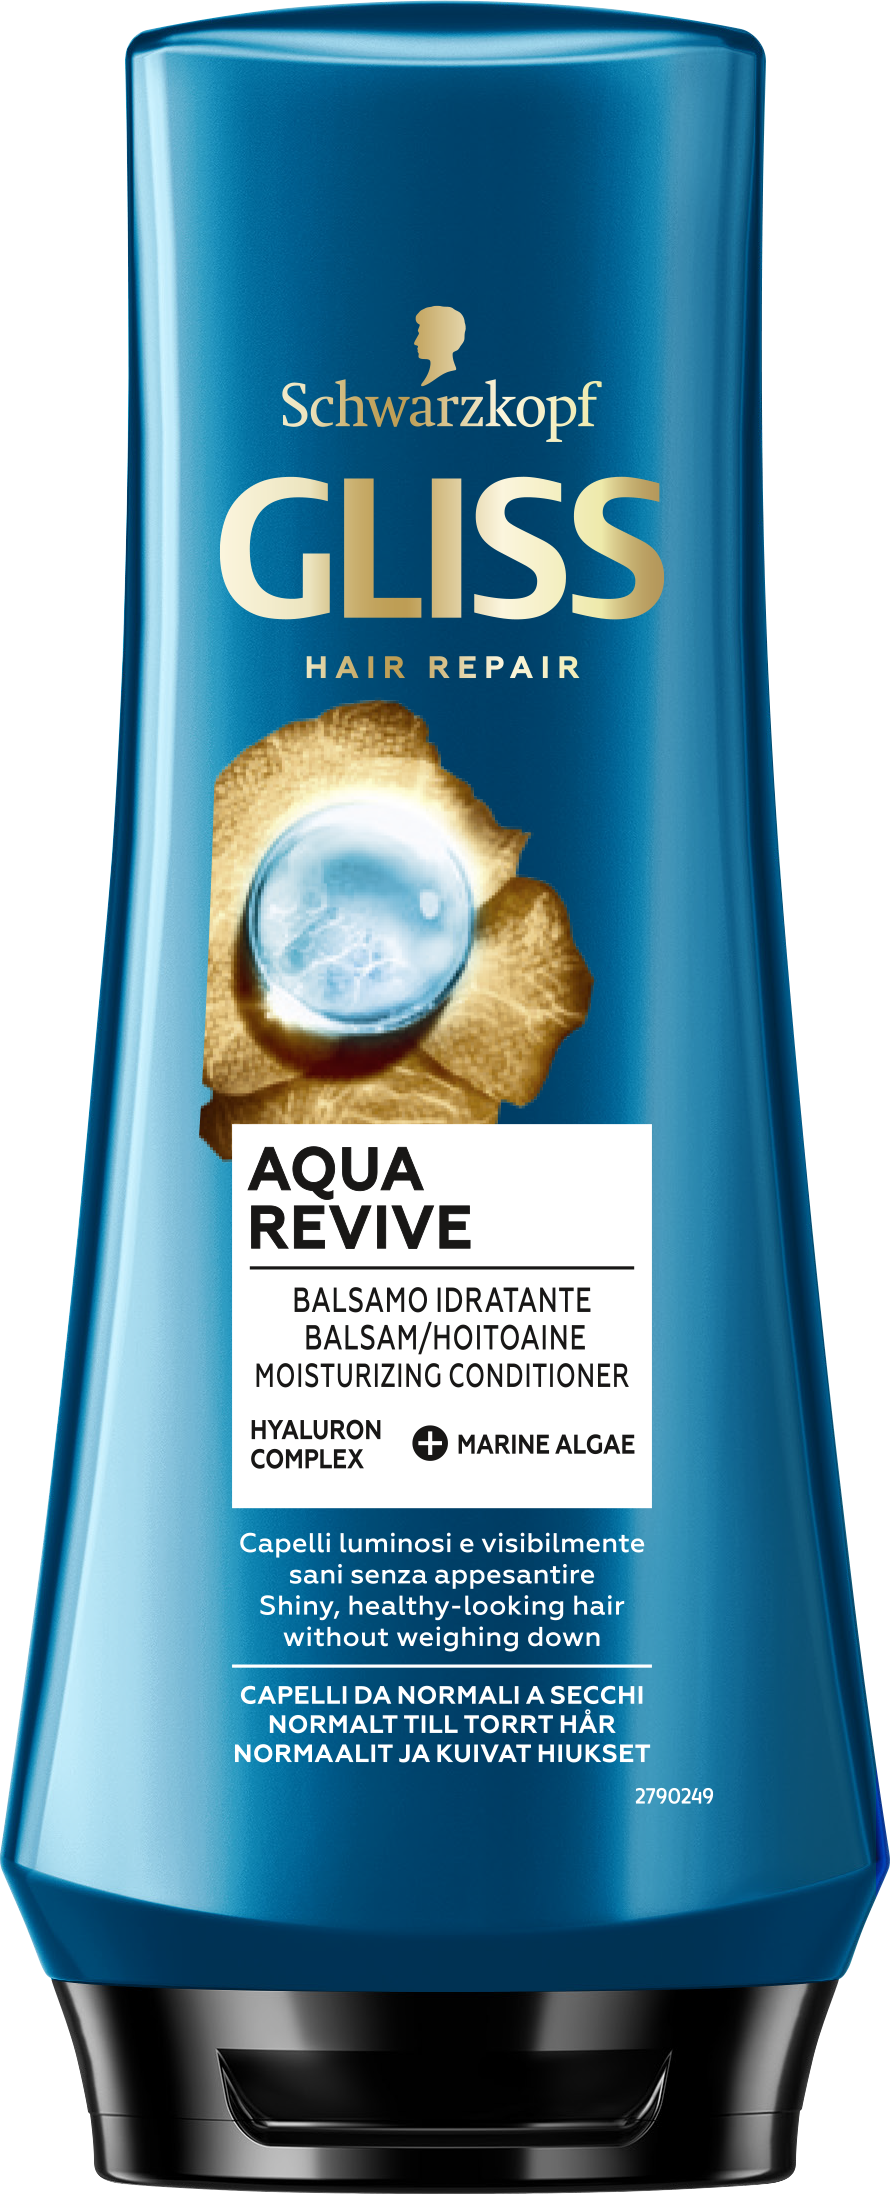 Schwarzkopf
GLISS
HAIR REPAIR
AQUA
REVIVE
BALSAMO IDRATANTE
BALSAM/HOITOAINE
MOISTURIZING CONDITIONER
HYALURON
COMPLEX
+ MARINE ALGAE
Capelli luminosi e visibilmente
sani senza appesantire
Shiny, healthy-looking hair
without weighing down
CAPELLI DA NORMALI A SECCHI
NORMALT TILL TORRT HÅR
NORMAALIT JA KUIVAT HIUKSET
2790249